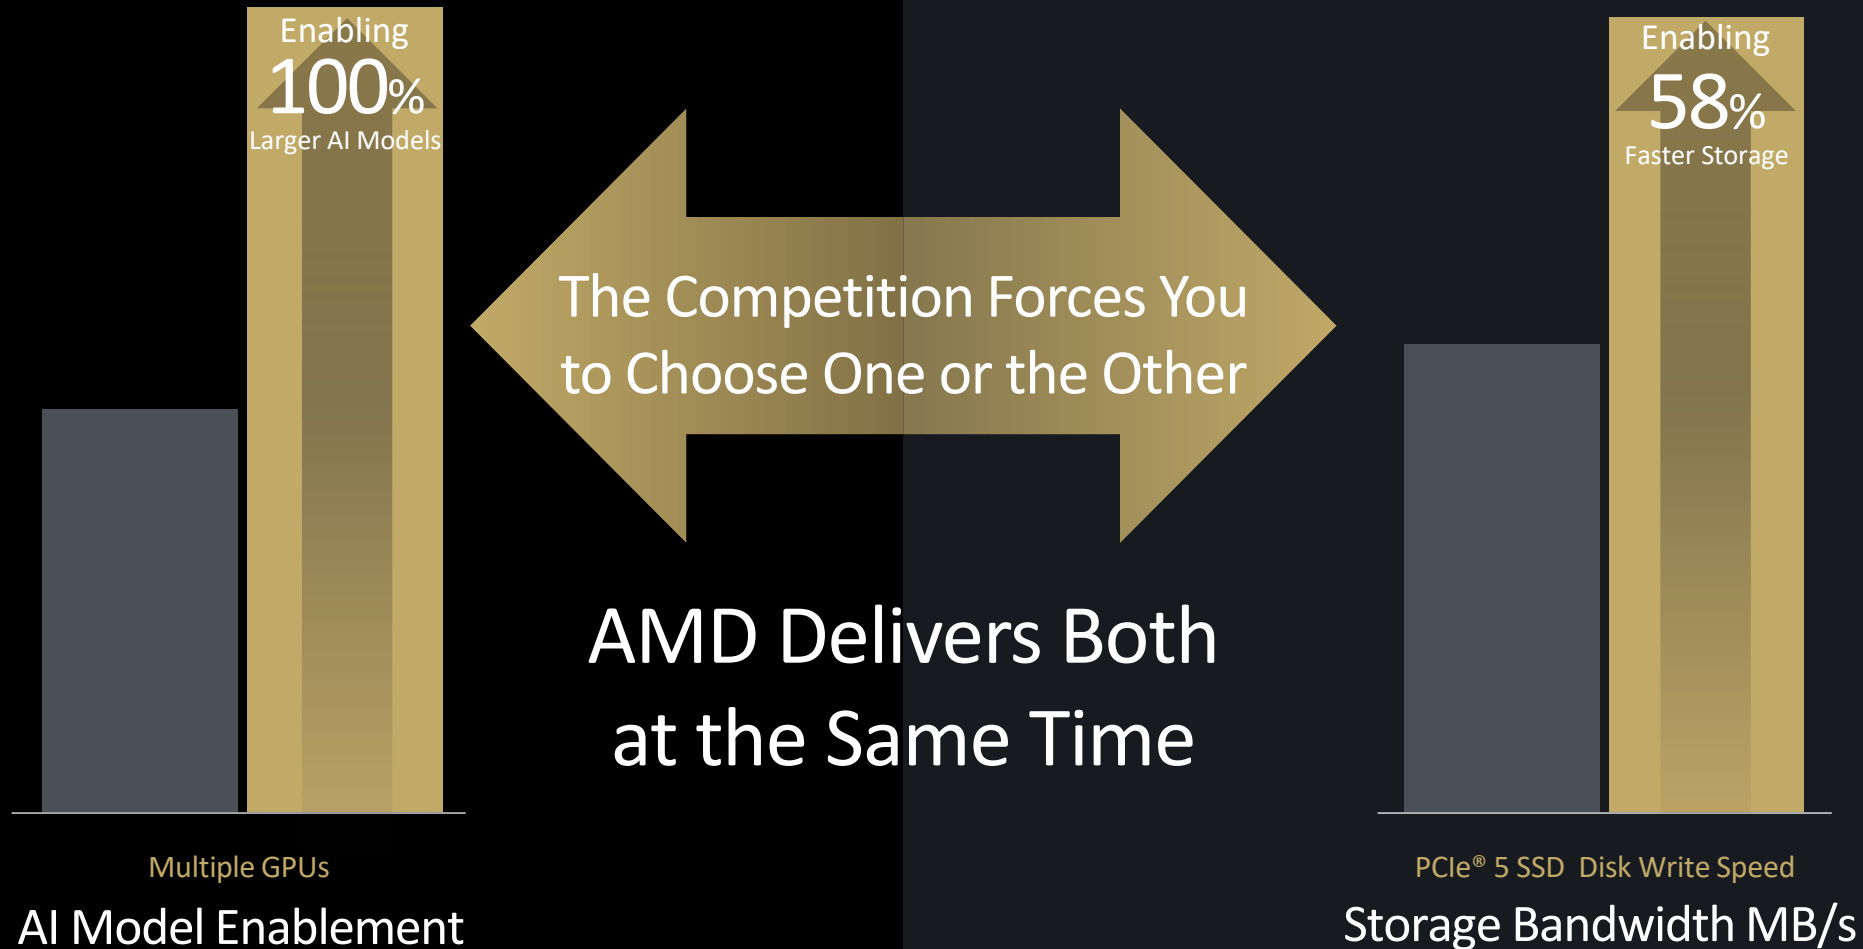 Enabling
100%
Larger AI Models
Multiple GPUs
AI Model Enablement
The Competition Forces You
to Choose One or the Other
AMD Delivers Both
at the Same Time
Enabling
58%
Faster Storage
PCIe® 5 SSD  Disk Write Speed
Storage Bandwidth MB/s